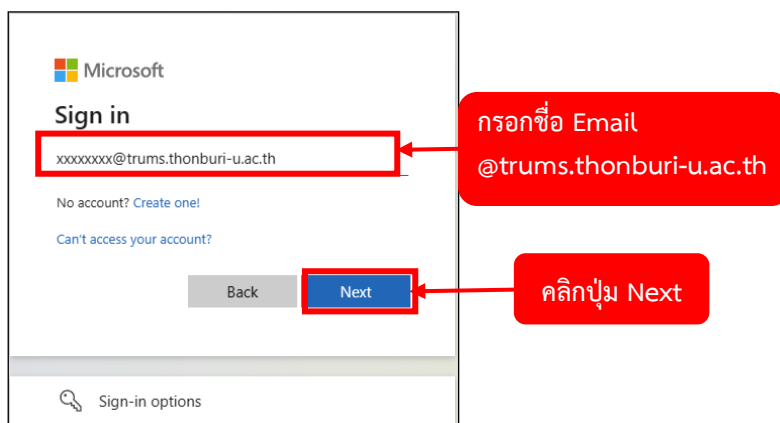 Microsoft
Sign in
xxxxxxxx@trums.thonburi-u.ac.th
No account? Create one!
Can't access your account?
Back
Next
Sign-in options
กรอกชื่อ Email
@trums.thonburi-u.ac.th
คลิกปุ่ม Next